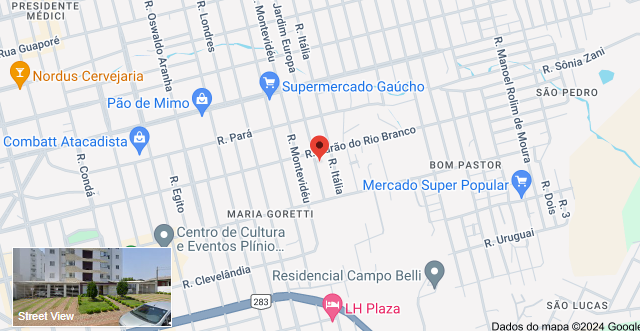 PRESIDENTE
MÉDICI
Rua Guaporé
R. Oswaldo Aranha
R. Londres
R. Montevidéu
Jardim Europa
R. Itália
Nordus Cervejaria
Pão de Mimo
Supermercado Gaúcho
R. Manoel Rolim de Moura
R. Sônia Zani
SÃO PEDRO
Combatt Atacadista
R. Pará
R. Barão do Rio Branco
R. Condá
R. Egito
R. Montevidéu
R. Itália
BOM PASTOR
Mercado Super Popular
R. Dois
R. 3
MARIA GORETTI
Centro de Cultura
e Eventos Plínio...
R. Uruguai
R. Clevelândia
Residencial Campo Belli
283
LH Plaza
SÃO LUCAS
Street View
Dados do mapa ©2024 Google